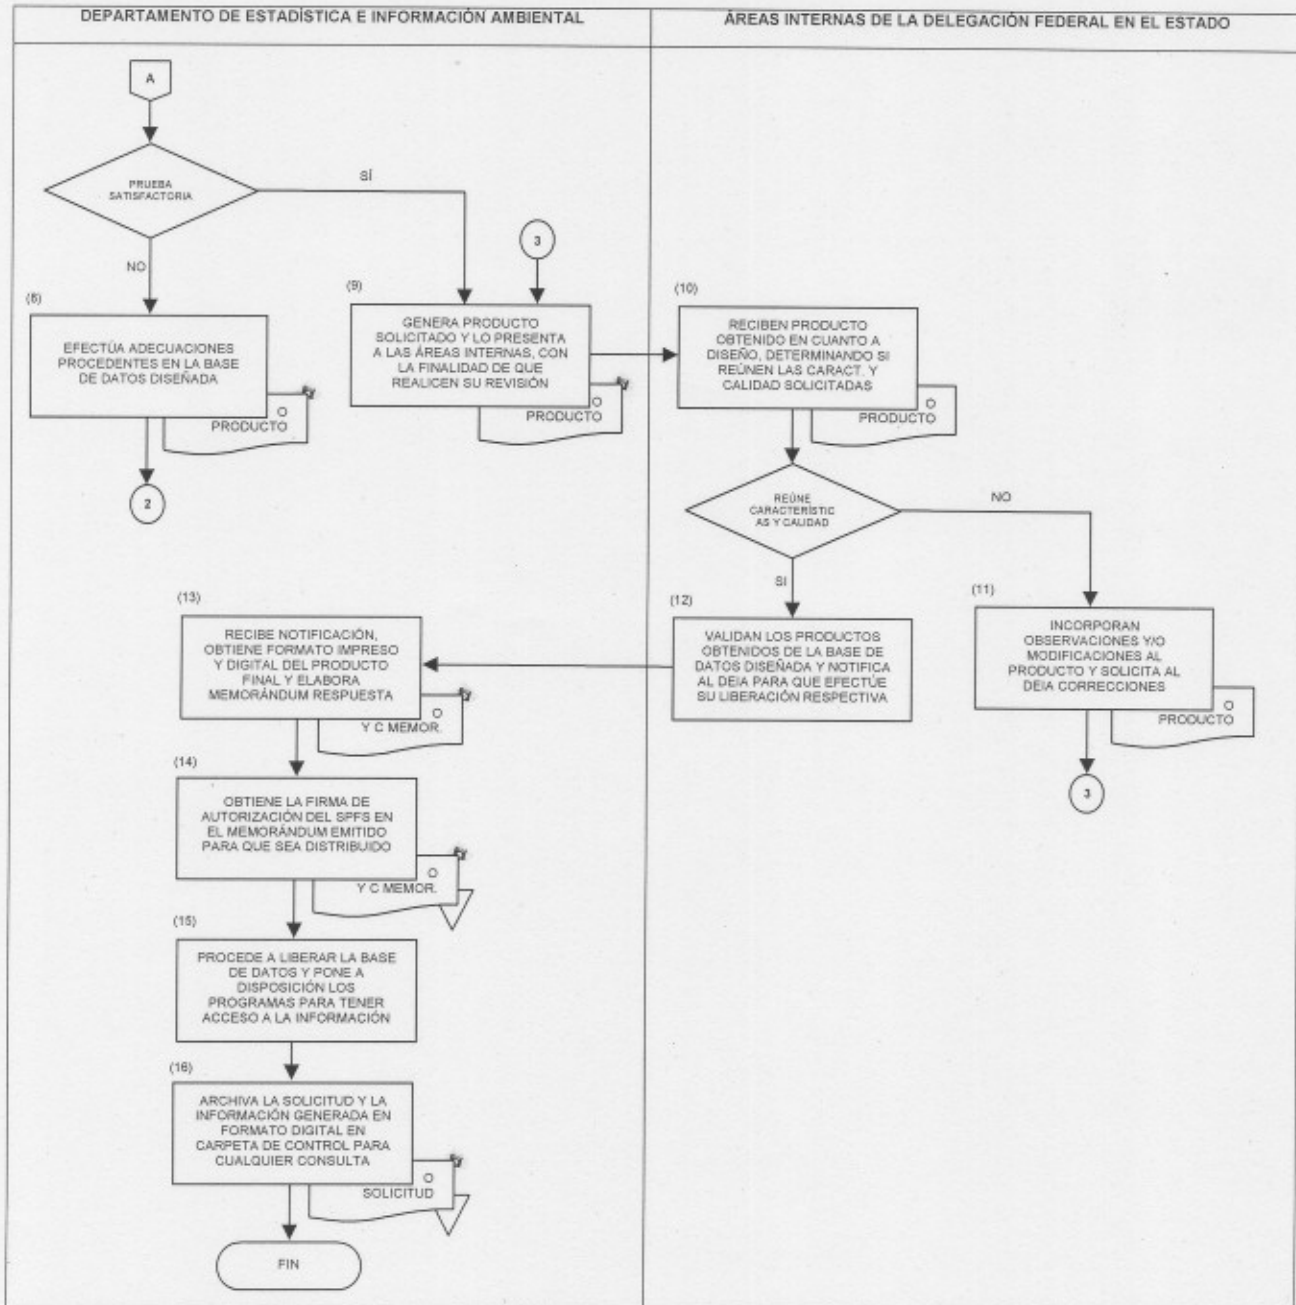 DEPARTAMENTO DE ESTADÍSTICA E INFORMACIÓN AMBIENTAL
ÁREAS INTERNAS DE LA DELEGACIÓN FEDERAL EN EL ESTADO
A
PRUEBA
SATISFACTORIA
SÍ
NO
3
(8)
EFECTÚA ADECUACIONES
PROCEDENTES EN LA BASE
DE DATOS DISEÑADA
O
PRODUCTO
2
(9)
GENERA PRODUCTO
SOLICITADO Y LO PRESENTA
A LAS ÁREAS INTERNAS, CON
LA FINALIDAD DE QUE
REALICEN SU REVISIÓN
O
PRODUCTO
(10)
RECIBEN PRODUCTO
OBTENIDO EN CUANTO A
DISEÑO, DETERMINANDO SI
REÚNEN LAS CARACT. Y
CALIDAD SOLICITADAS
O
PRODUCTO
REÚNE
CARACTERÍSTIC
AS Y CALIDAD
NO
SI
(11)
INCORPORAN
OBSERVACIONES Y/O
MODIFICACIONES AL
PRODUCTO Y SOLICITA AL
DEIA CORRECCIONES
O
PRODUCTO
3
(12)
VALIDAN LOS PRODUCTOS
OBTENIDOS DE LA BASE DE
DATOS DISEÑADA Y NOTIFICA
AL DEIA PARA QUE EFECTÚE
SU LIBERACIÓN RESPECTIVA
(13)
RECIBE NOTIFICACIÓN,
OBTIENE FORMATO IMPRESO
Y DIGITAL DEL PRODUCTO
FINAL Y ELABORA
MEMORÁNDUM RESPUESTA
O
Y C MEMOR.
(14)
OBTIENE LA FIRMA DE
AUTORIZACIÓN DEL SPFS EN
EL MEMORÁNDUM EMITIDO
PARA QUE SEA DISTRIBUIDO
O
Y C MEMOR.
(15)
PROCEDE A LIBERAR LA BASE
DE DATOS Y PONE A
DISPOSICIÓN LOS
PROGRAMAS PARA TENER
ACCESO A LA INFORMACIÓN
(16)
ARCHIVA LA SOLICITUD Y LA
INFORMACIÓN GENERADA EN
FORMATO DIGITAL EN
CARPETA DE CONTROL PARA
CUALQUIER CONSULTA
O
SOLICITUD
FIN